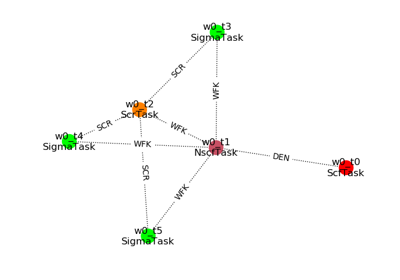 w0_t3
SigmaTask
SCR
WFK
w0_t2
ScrTask
SCR
WFK
w0_t4
SigmaTask
WFK
w0_t1
NscrTask
DEN
w0_t0
ScrTask
SCR
WFK
w0_t5
SigmaTask